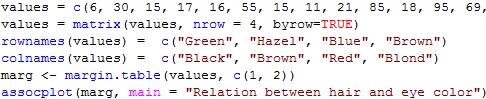 values = c(6, 30, 15, 17, 16, 55, 15, 11, 21, 85, 18, 95, 69,
values = matrix(values, nrow = 4, byrow=TRUE)
rownames(values) =  c("Green", "Hazel", "Blue", "Brown")
colnames(values) =  c("Black", "Brown", "Red", "Blond")
marg <- margin.table(values, c(1, 2))
assocplot(marg, main = "Relation between hair and eye color")